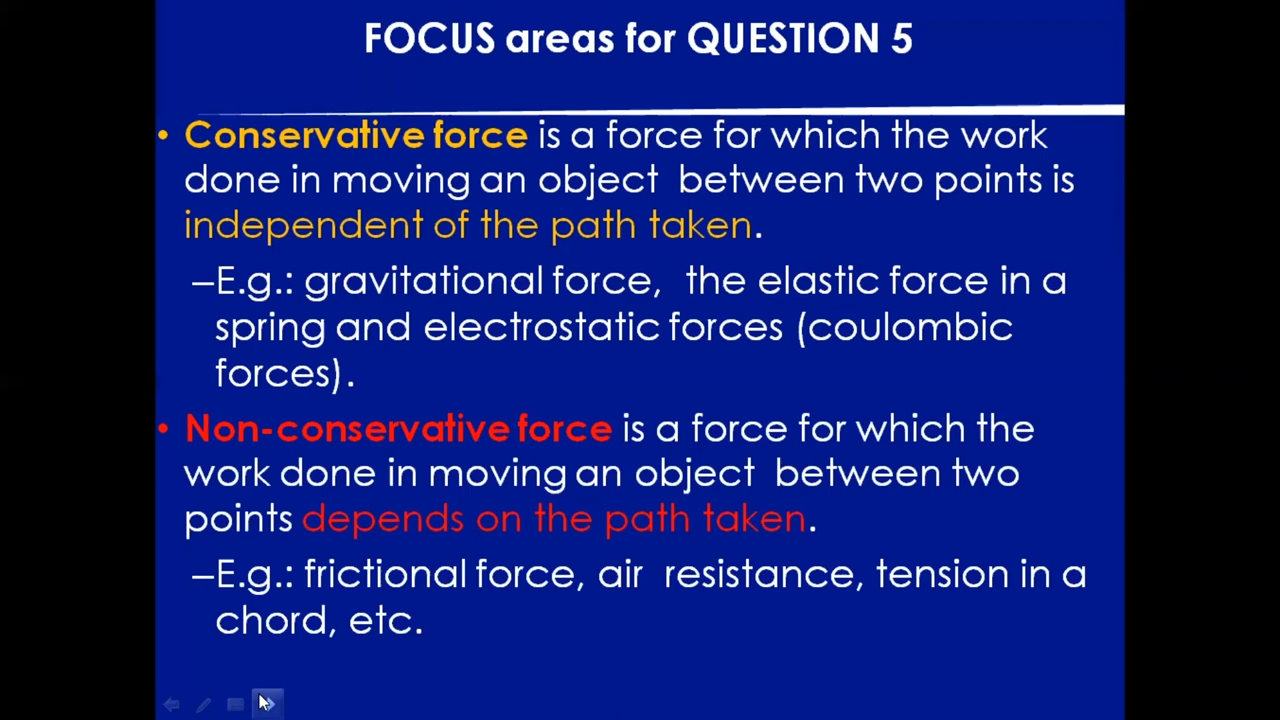 FOCUS areas for QUESTION 5
• Conservative force is a force for which the work
done in moving an object between two points is
independent of the path taken.
–E.g.: gravitational force, the elastic force in a
spring and electrostatic forces (coulombic
forces).
• Non-conservative force is a force for which the
work done in moving an object between two
points depends on the path taken.
–E.g.: frictional force, air resistance, tension in a
chord, etc.